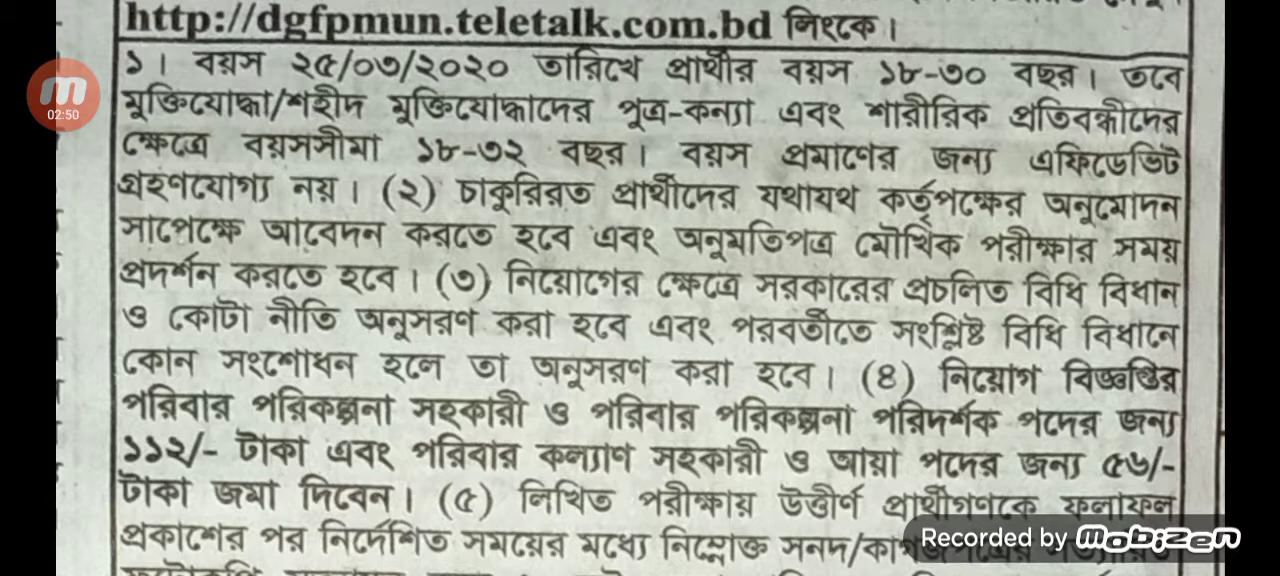 http://dgfpmun.teletalk.com.bd লিংকে।
১। বয়স ২৫/০৩/২০২০ তারিখে প্রার্থীর বয়স ১৮-৩০ বছর। তবে
02:50
মুক্তিযোদ্ধা/শহীদ মুক্তিযোদ্ধাদের পুত্র-কন্যা এবং শারীরিক প্রতিবন্ধীদের
ক্ষেত্রে বয়সসীমা ১৮-৩২ বছর। বয়স প্রমাণের জন্য এফিডেভিট
গ্রহণযোগ্য নয়। (২) চাকুরিরত প্রার্থীদের যথাযথ কর্তৃপক্ষের অনুমোদন
সাপেক্ষে আবেদন করতে হবে এবং অনুমতিপত্র মৌখিক পরীক্ষার সময়
প্রদর্শন করতে হবে। (৩) নিয়োগের ক্ষেত্রে সরকারের প্রচলিত বিধি বিধান
ও কোটা নীতি অনুসরণ করা হবে এবং পরবর্তীতে সংশ্লিষ্ট বিধি বিধানে
কোন সংশোধন হলে তা অনুসরণ করা হবে। (৪) নিয়োগ বিজ্ঞপ্তির
পরিবার পরিকল্পনা সহকারী ও পরিবার পরিকল্পনা পরিদর্শক পদের জন্য
১১২/- টাকা এবং পরিবার কল্যাণ সহকারী ও আয়া পদের জন্য ৫৬/-
টাকা জমা দিবেন। (৫) লিখিত পরীক্ষায় উত্তীর্ণ প্রার্থীগণকে ফলাফল
প্রকাশের পর নির্দেশিত সময়ের মধ্যে নিম্নোক্ত সনদ/
Recorded by mobizen